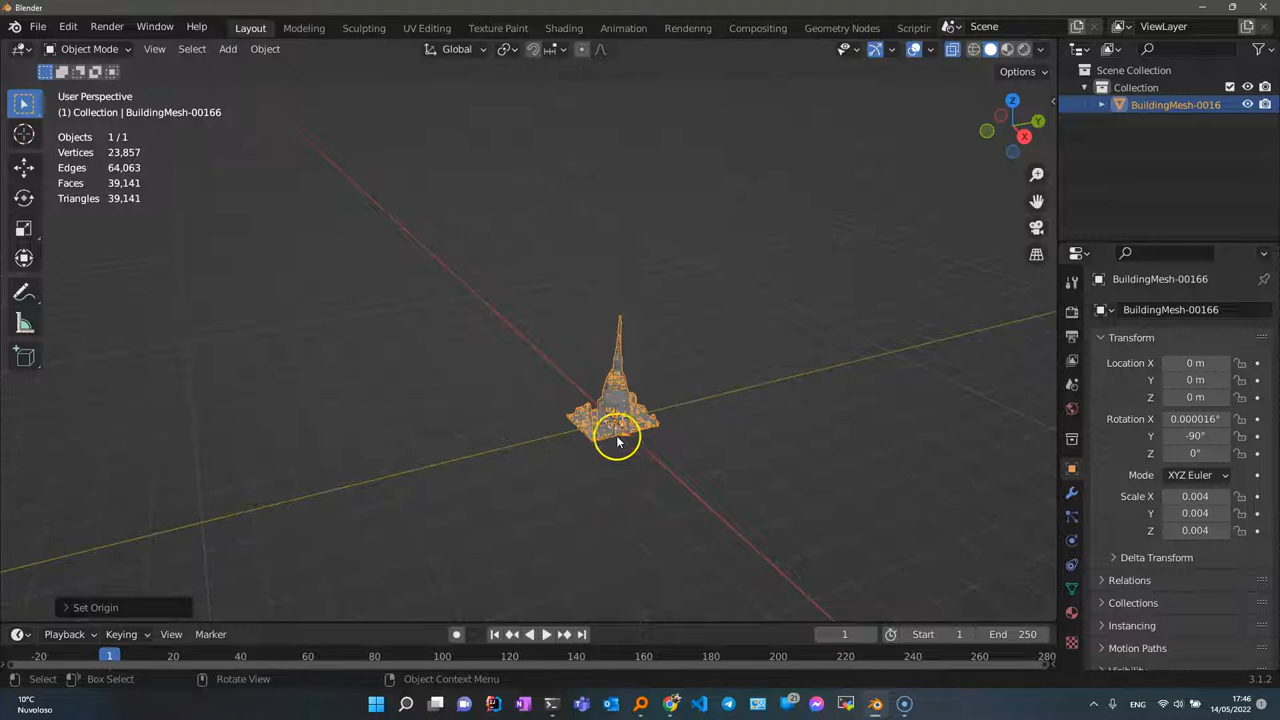 Blender
File Edit Render Window Help Layout Modeling Sculpting UV Editing Texture Paint Shading Animation Rendering Compositing Geometry Nodes Scriptin Scene ViewLayer
Object Mode View Select Add Object Global
Options
User Perspective
(1) Collection | BuildingMesh-00166
Objects 1 / 1
Vertices 23,857
Edges 64,063
Faces 39,141
Triangles 39,141
Z
Y
X
Set Origin
Scene Collection
Collection
BuildingMesh-0016
BuildingMesh-00166
BuildingMesh-00166
Transform
Location X 0 m
Y 0 m
Z 0 m
Rotation X 0.000016°
Y -90°
Z 0°
Mode XYZ Euler
Scale X 0.004
Y 0.004
Z 0.004
Delta Transform
Relations
Collections
Instancing
Motion Paths
Playback Keying View Marker 1 Start 1 End 250
-20 1 20 40 60 80 100 120 140 160 180 200 220 240 260 280
Select Box Select Rotate View Object Context Menu 3.1.2
10°C
Nuvoloso
21
ENG
17:46
14/05/2022